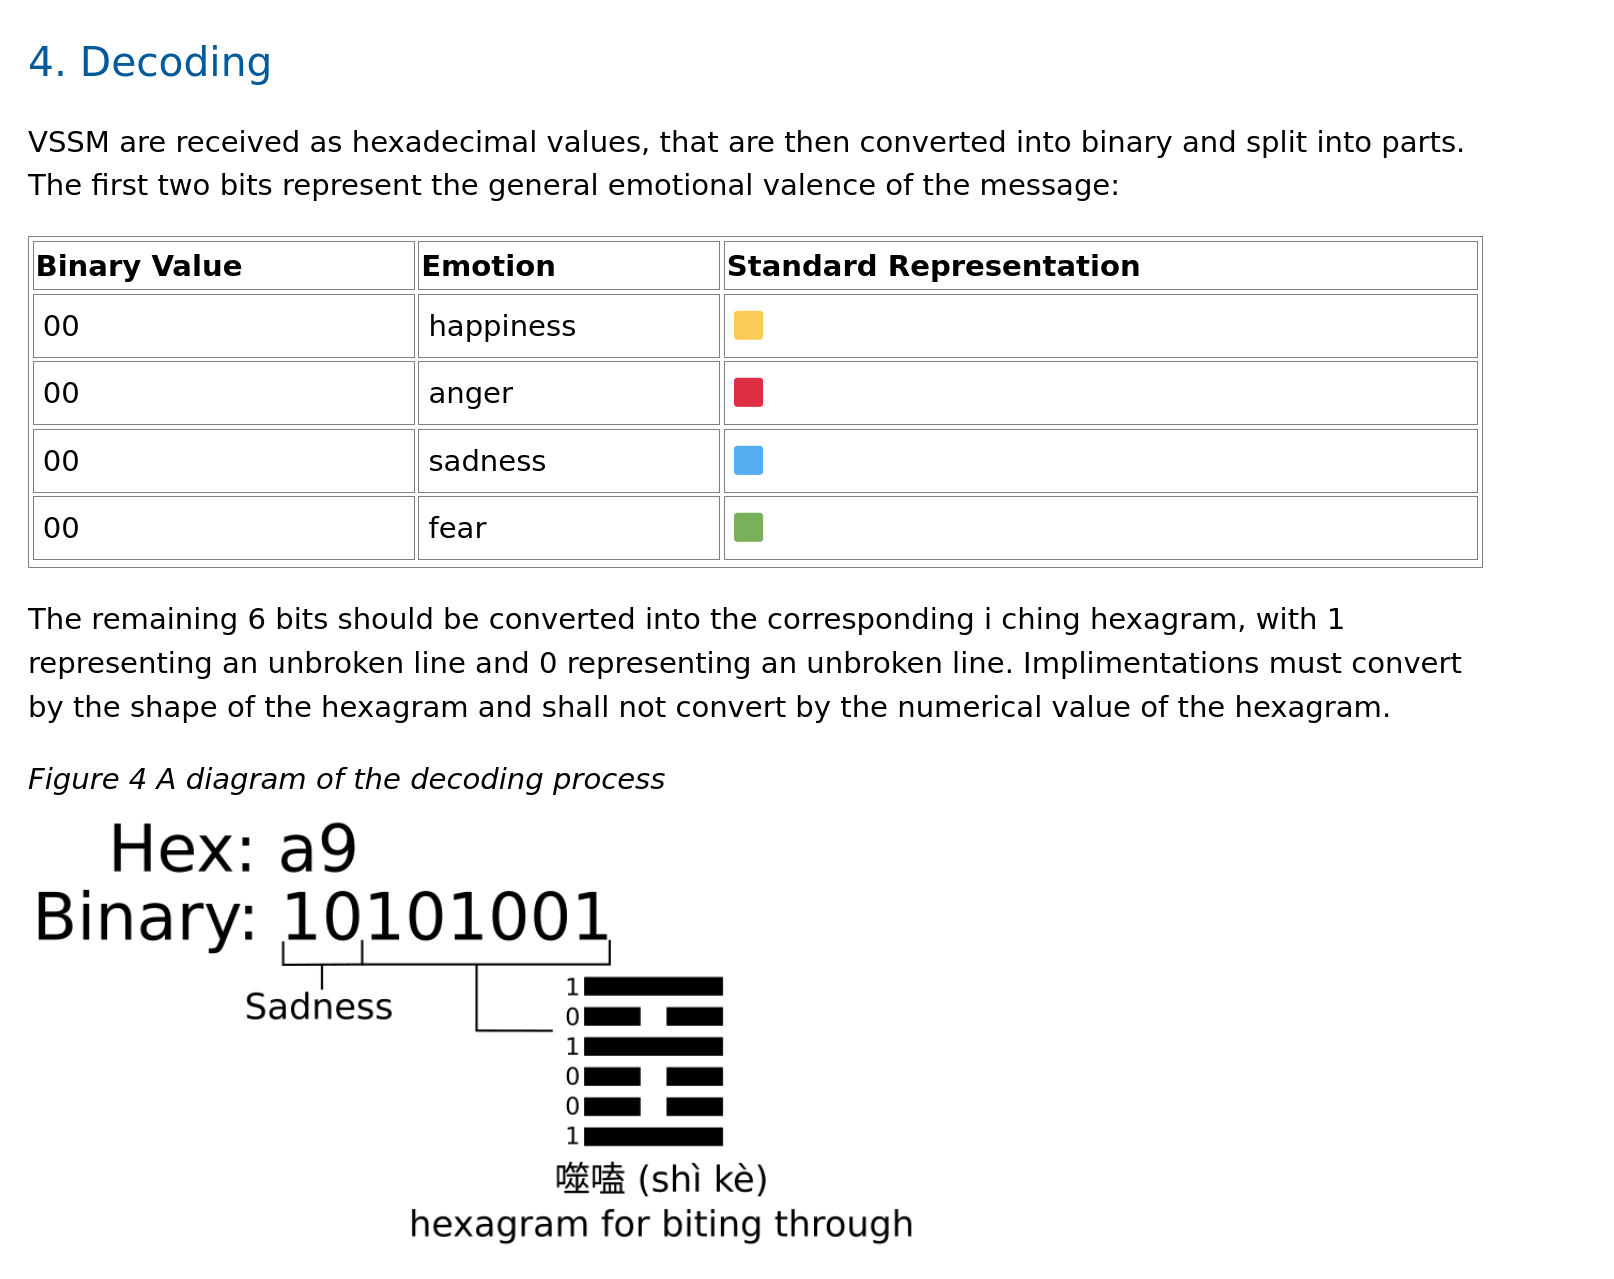 4. Decoding
VSSM are received as hexadecimal values, that are then converted into binary and split into parts.
The first two bits represent the general emotional valence of the message:
Binary Value Emotion Standard Representation
00 happiness
00 anger
00 sadness
00 fear
The remaining 6 bits should be converted into the corresponding i ching hexagram, with 1
representing an unbroken line and 0 representing an unbroken line. Implimentations must convert
by the shape of the hexagram and shall not convert by the numerical value of the hexagram.
Figure 4 A diagram of the decoding process
Hex: a9
Binary: 10101001
Sadness
1
0
1
0
0
1
噬嗑 (shì kè)
hexagram for biting through